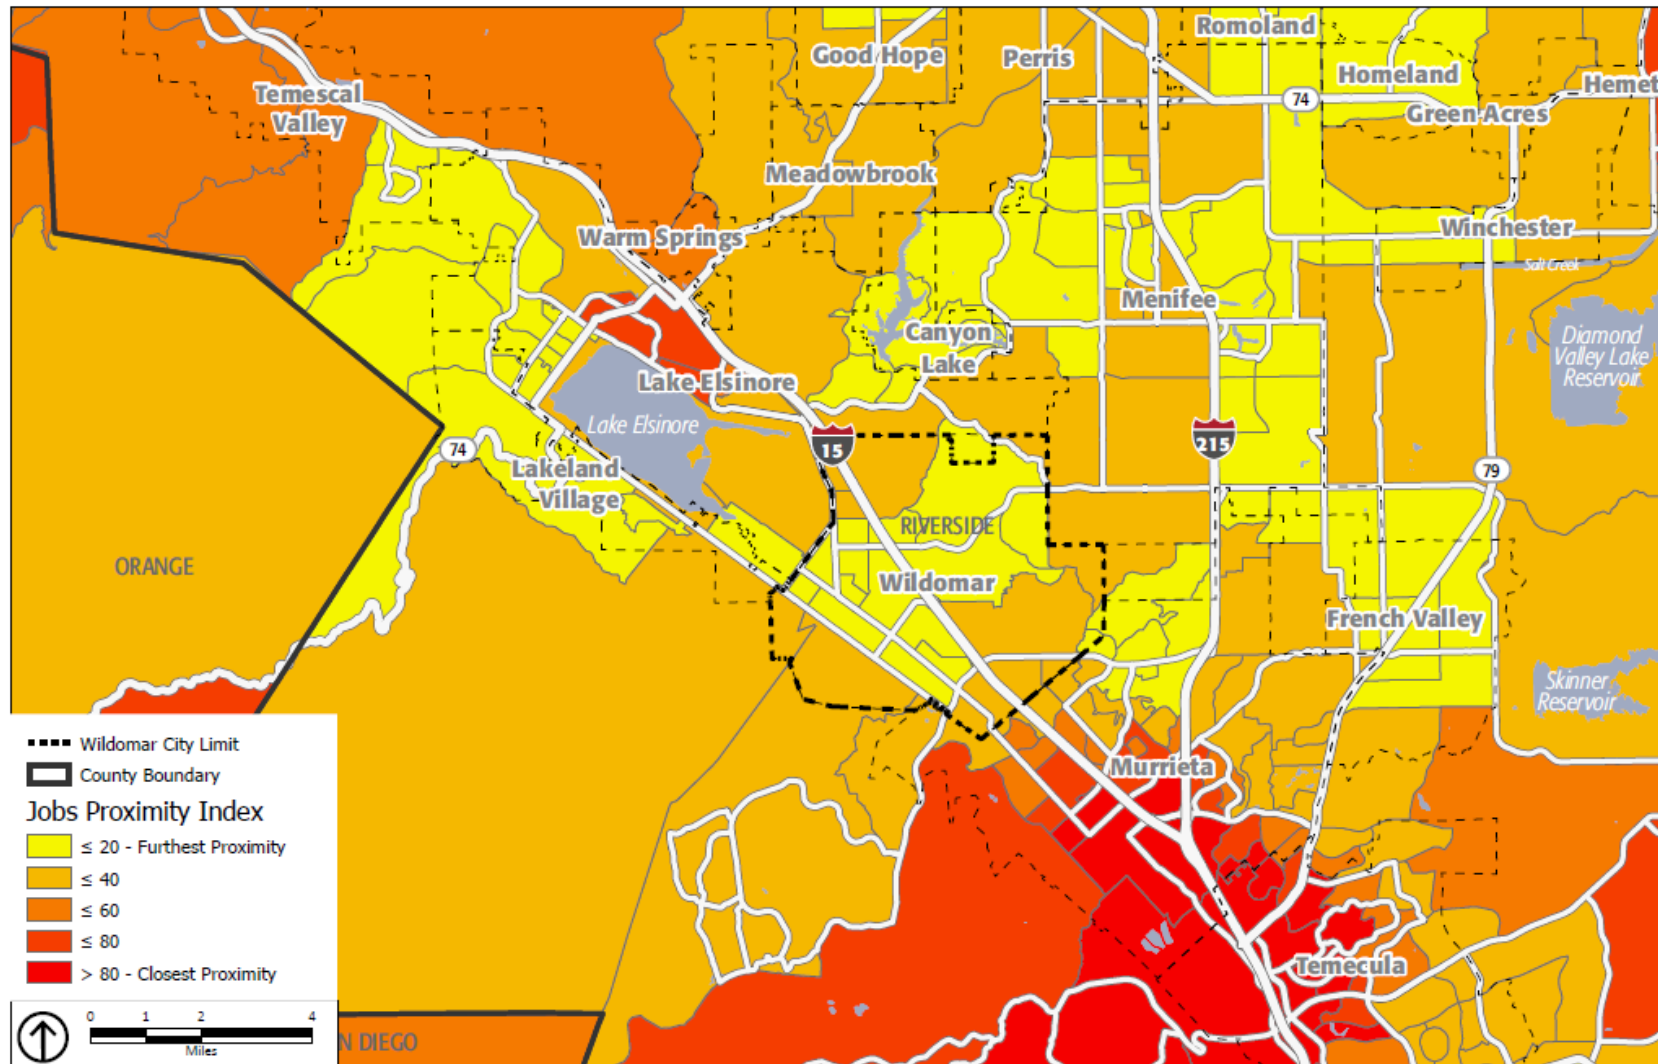 Romoland
Good Hope
Perris
Homeland
Hemet
Temescal
Valley
74
Green Acres
Meadowbrook
Warm Springs
Winchester
Salt Creek
Menifee
Canyon
Lake
Diamond
Valley Lake
Reservoir
Lake Elsinore
Lake Elsinore
15
215
74
79
Lakeland
Village
RIVERSIDE
ORANGE
Wildomar
French Valley
Skinner
Reservoir
Murrieta
Temecula
N DIEGO
Wildomar City Limit
County Boundary
Jobs Proximity Index
≤ 20 - Furthest Proximity
≤ 40
≤ 60
≤ 80
> 80 - Closest Proximity
0 1 2 4
Miles